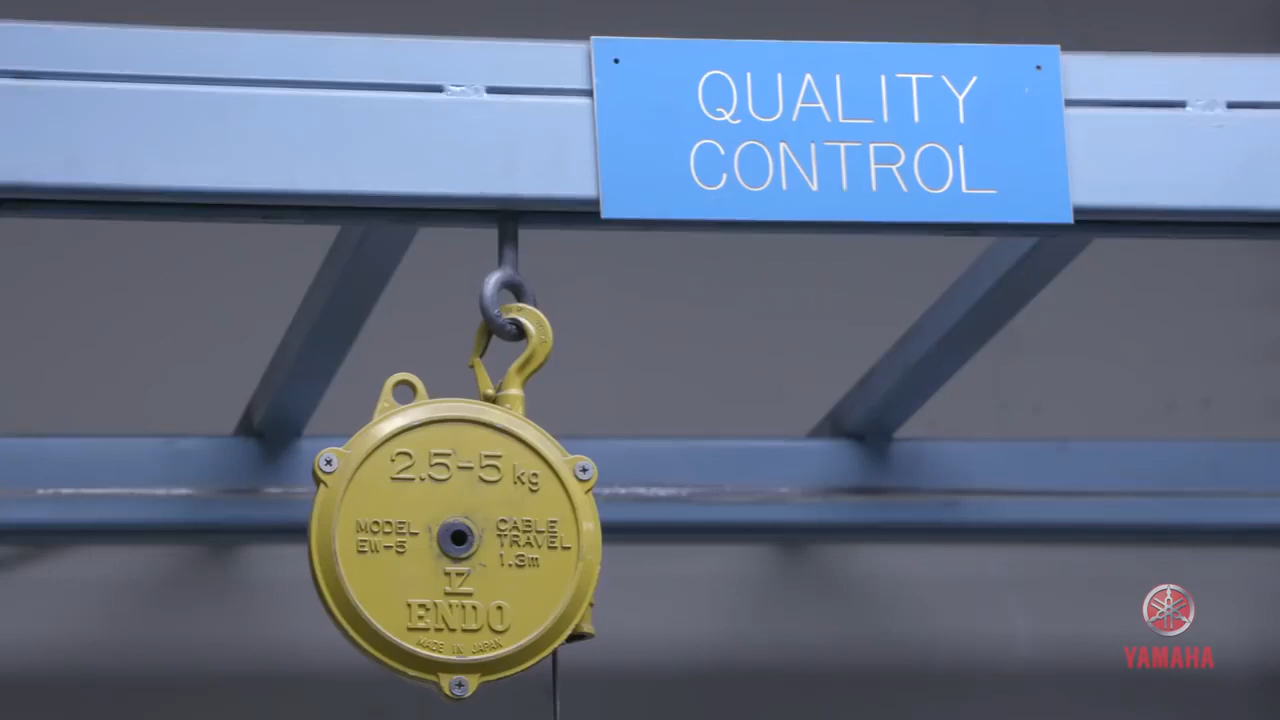 QUALITY
CONTROL
2.5-5 kg
MODEL
EW-5
CABLE
TRAVEL
1.3m
ENDO
MADE IN JAPAN
YAMAHA